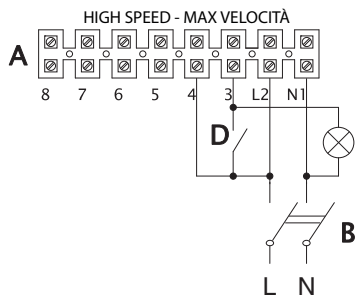 HIGH SPEED - MAX VELOCITÀ
A
8 7 6 5 4 3 L2 N1
D
B
L N